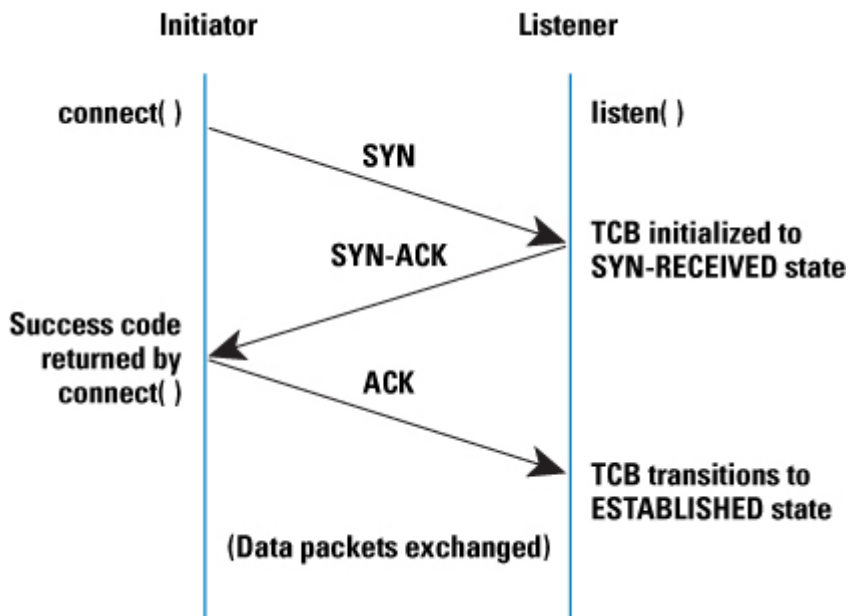 Initiator
Listener
connect( )
listen( )
SYN
TCB initialized to
SYN-RECEIVED state
SYN-ACK
Success code
returned by
connect( )
ACK
TCB transitions to
ESTABLISHED state
(Data packets exchanged)